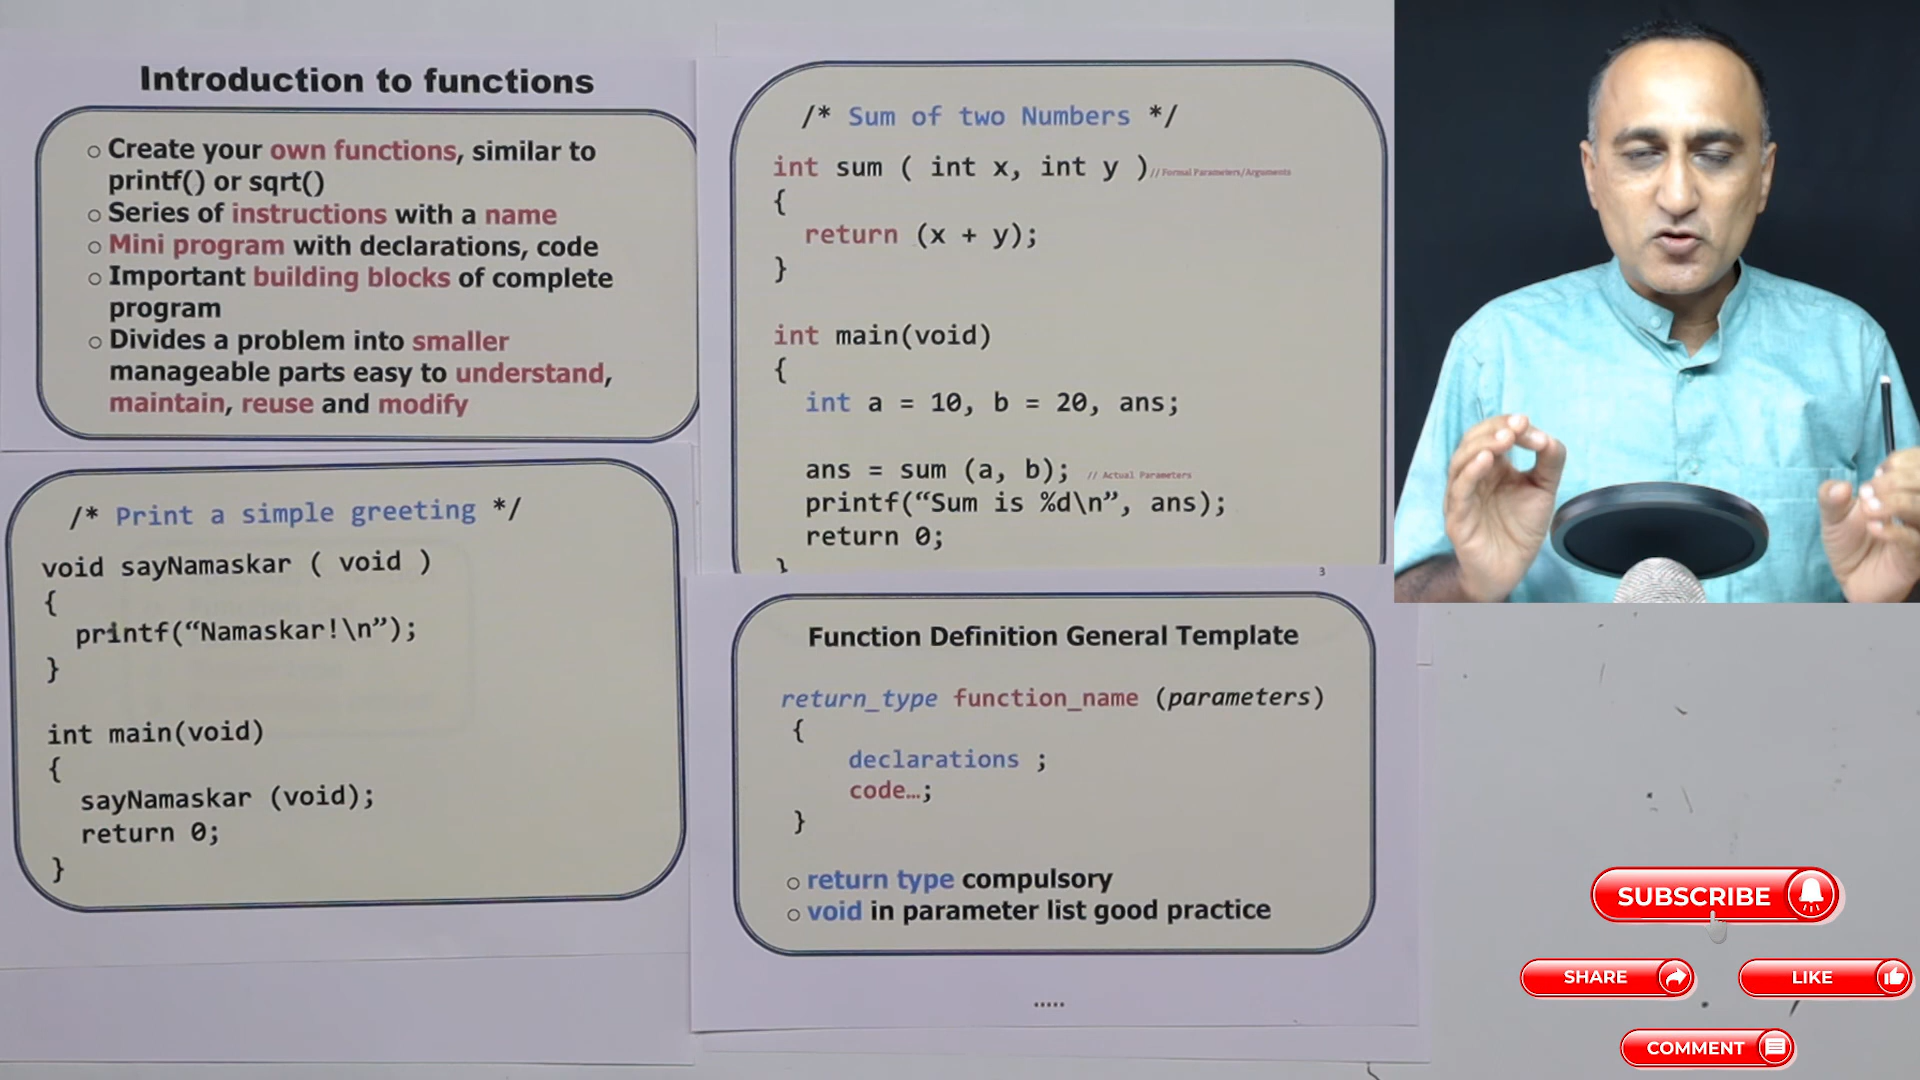 Introduction to functions
○ Create your own functions, similar to
printf() or sqrt()
○ Series of instructions with a name
○ Mini program with declarations, code
○ Important building blocks of complete
program
○ Divides a problem into smaller
manageable parts easy to understand,
maintain, reuse and modify
/* Print a simple greeting */
void sayNamaskar ( void )
{
printf(“Namaskar!\n”);
}
int main(void)
{
sayNamaskar (void);
return 0;
}
/* Sum of two Numbers */
int sum ( int x, int y )// Formal Parameters/Arguments
{
return (x + y);
}
int main(void)
{
int a = 10, b = 20, ans;
ans = sum (a, b); // Actual Parameters
printf(“Sum is %d\n”, ans);
return 0;
}
3
Function Definition General Template
return_type function_name (parameters)
{
declarations ;
code…;
}
○ return type compulsory
○ void in parameter list good practice
.....
SUBSCRIBE
SHARE
LIKE
COMMENT